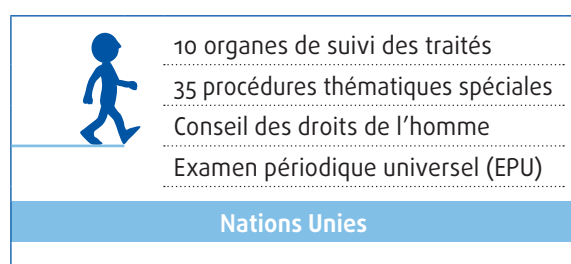 10 organes de suivi des traités
35 procédures thématiques spéciales
Conseil des droits de l’homme
Examen périodique universel (EPU)
Nations Unies